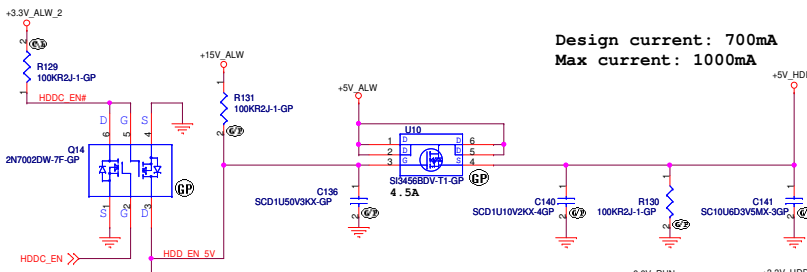 +3.3V_ALW_2
R129
100KR2J-1-GP
HDDC_EN#
D G S
6 5 4
Q14
2N7002DW-7F-GP
GP
1 2 3
S G D
HDDC_EN
HDD_EN_5V
+15V_ALW
1
R131
100KR2J-1-GP
2
+5V_ALW
U10
1 D D 6
2 D D 5
3 G S 4
SI3456BDV-T1-GP
4.5A
GP
C136
SCD1U50V3KX-GP
Design current: 700mA
Max current: 1000mA
+5V_HDD
C140
SCD1U10V2KX-4GP
R130
100KR2J-1-GP
C141
SC10U6D3V5MX-3GP